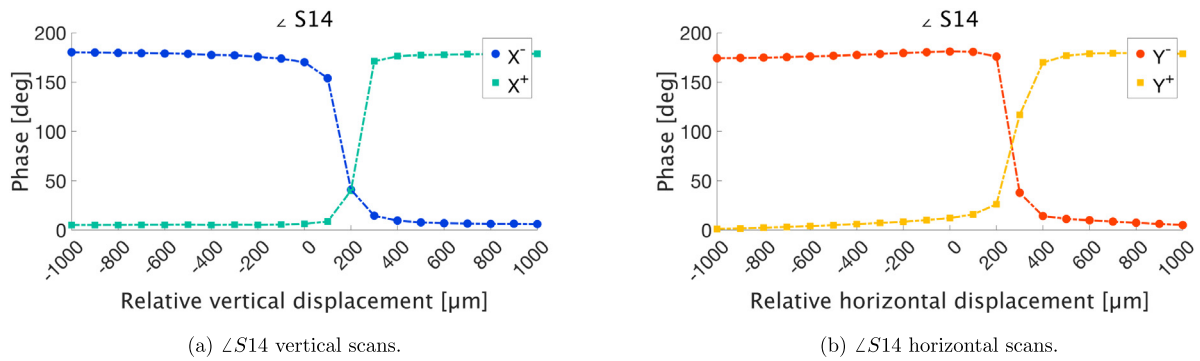 ∠ S14
Phase [deg]
200
150
100
50
0
X⁻
X⁺
-1000
-800
-600
-400
-200
0
200
400
600
800
1000
Relative vertical displacement [µm]
(a) ∠S14 vertical scans.
∠ S14
Phase [deg]
200
150
100
50
0
Y⁻
Y⁺
-1000
-800
-600
-400
-200
0
200
400
600
800
1000
Relative horizontal displacement [µm]
(b) ∠S14 horizontal scans.